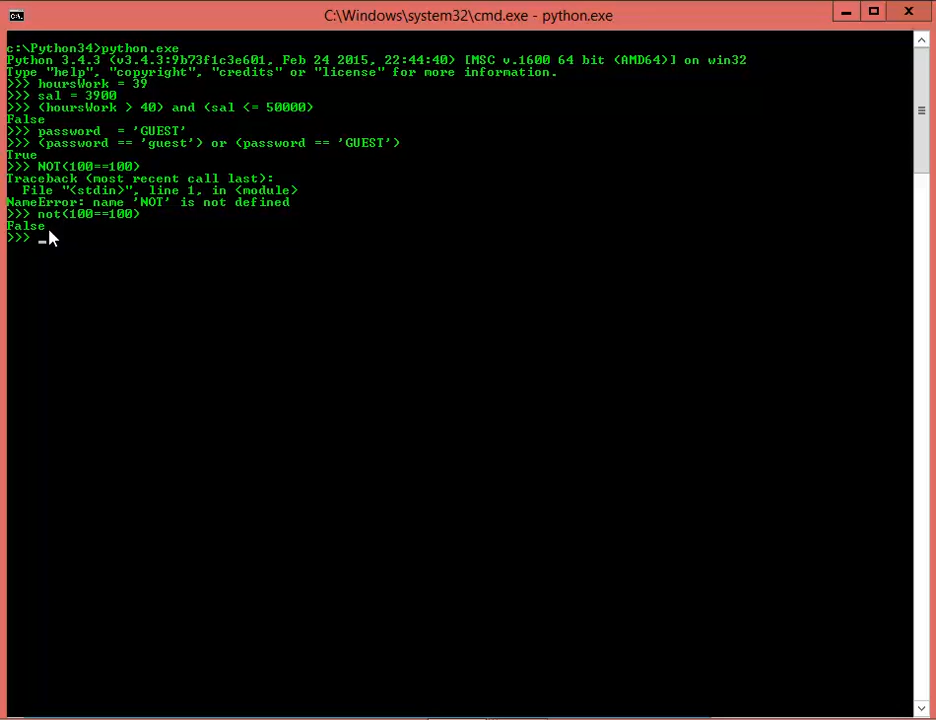 C:\Windows\system32\cmd.exe - python.exe
c:\Python34>python.exe
Python 3.4.3 (v3.4.3:9b73f1c3e601, Feb 24 2015, 22:44:40) [MSC v.1600 64 bit (AMD64)] on win32
Type "help", "copyright", "credits" or "license" for more information.
>>> hoursWork = 39
>>> sal = 3900
>>> (hoursWork > 40) and (sal <= 50000)
False
>>> password  = 'GUEST'
>>> (password == 'guest') or (password == 'GUEST')
True
>>> NOT(100==100)
Traceback (most recent call last):
  File "<stdin>", line 1, in <module>
NameError: name 'NOT' is not defined
>>> not(100==100)
False
>>> _